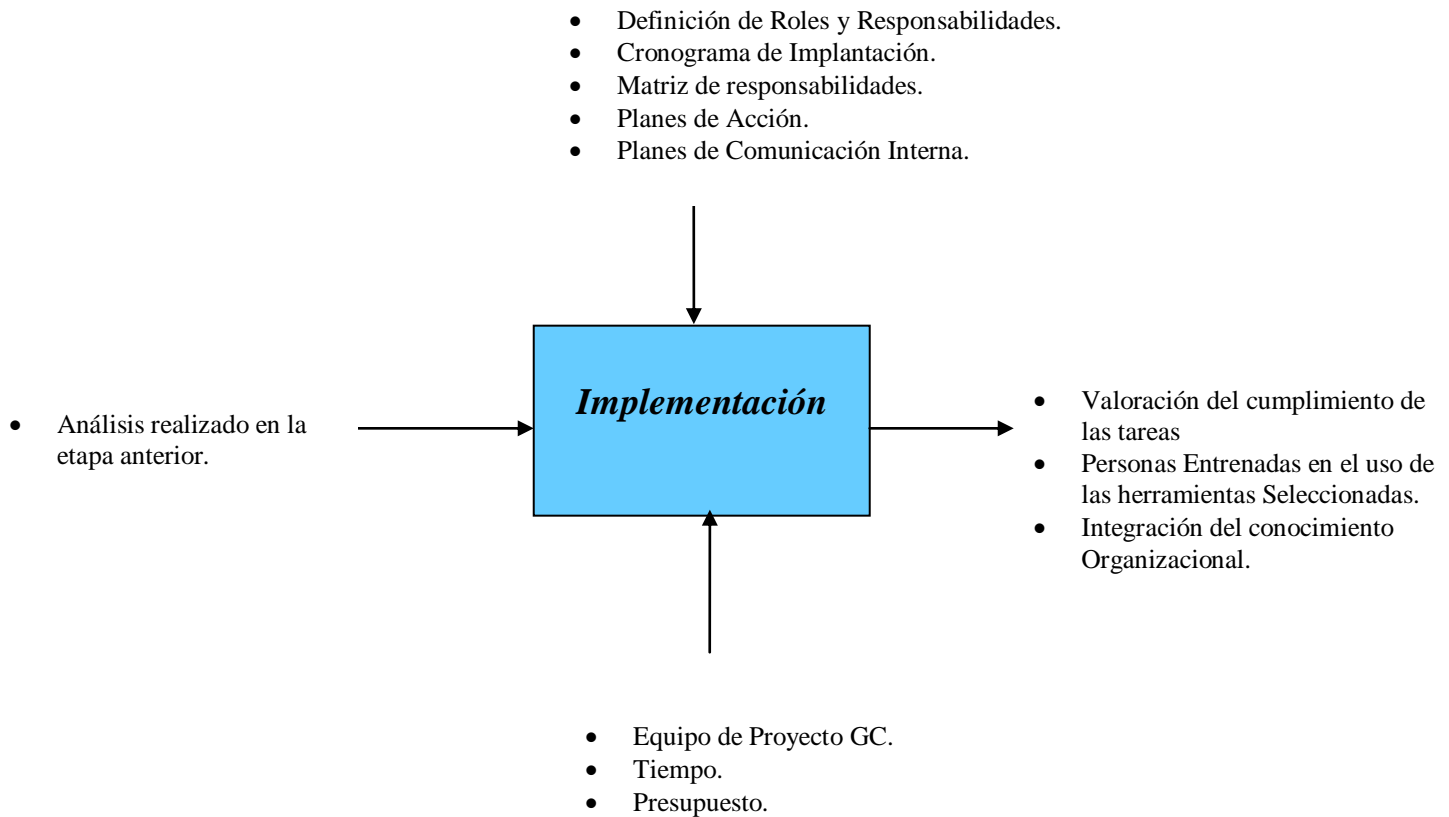 • Definición de Roles y Responsabilidades.
• Cronograma de Implantación.
• Matriz de responsabilidades.
• Planes de Acción.
• Planes de Comunicación Interna.
• Análisis realizado en la
etapa anterior.
Implementación
• Valoración del cumplimiento de
las tareas
• Personas Entrenadas en el uso de
las herramientas Seleccionadas.
• Integración del conocimiento
Organizacional.
• Equipo de Proyecto GC.
• Tiempo.
• Presupuesto.